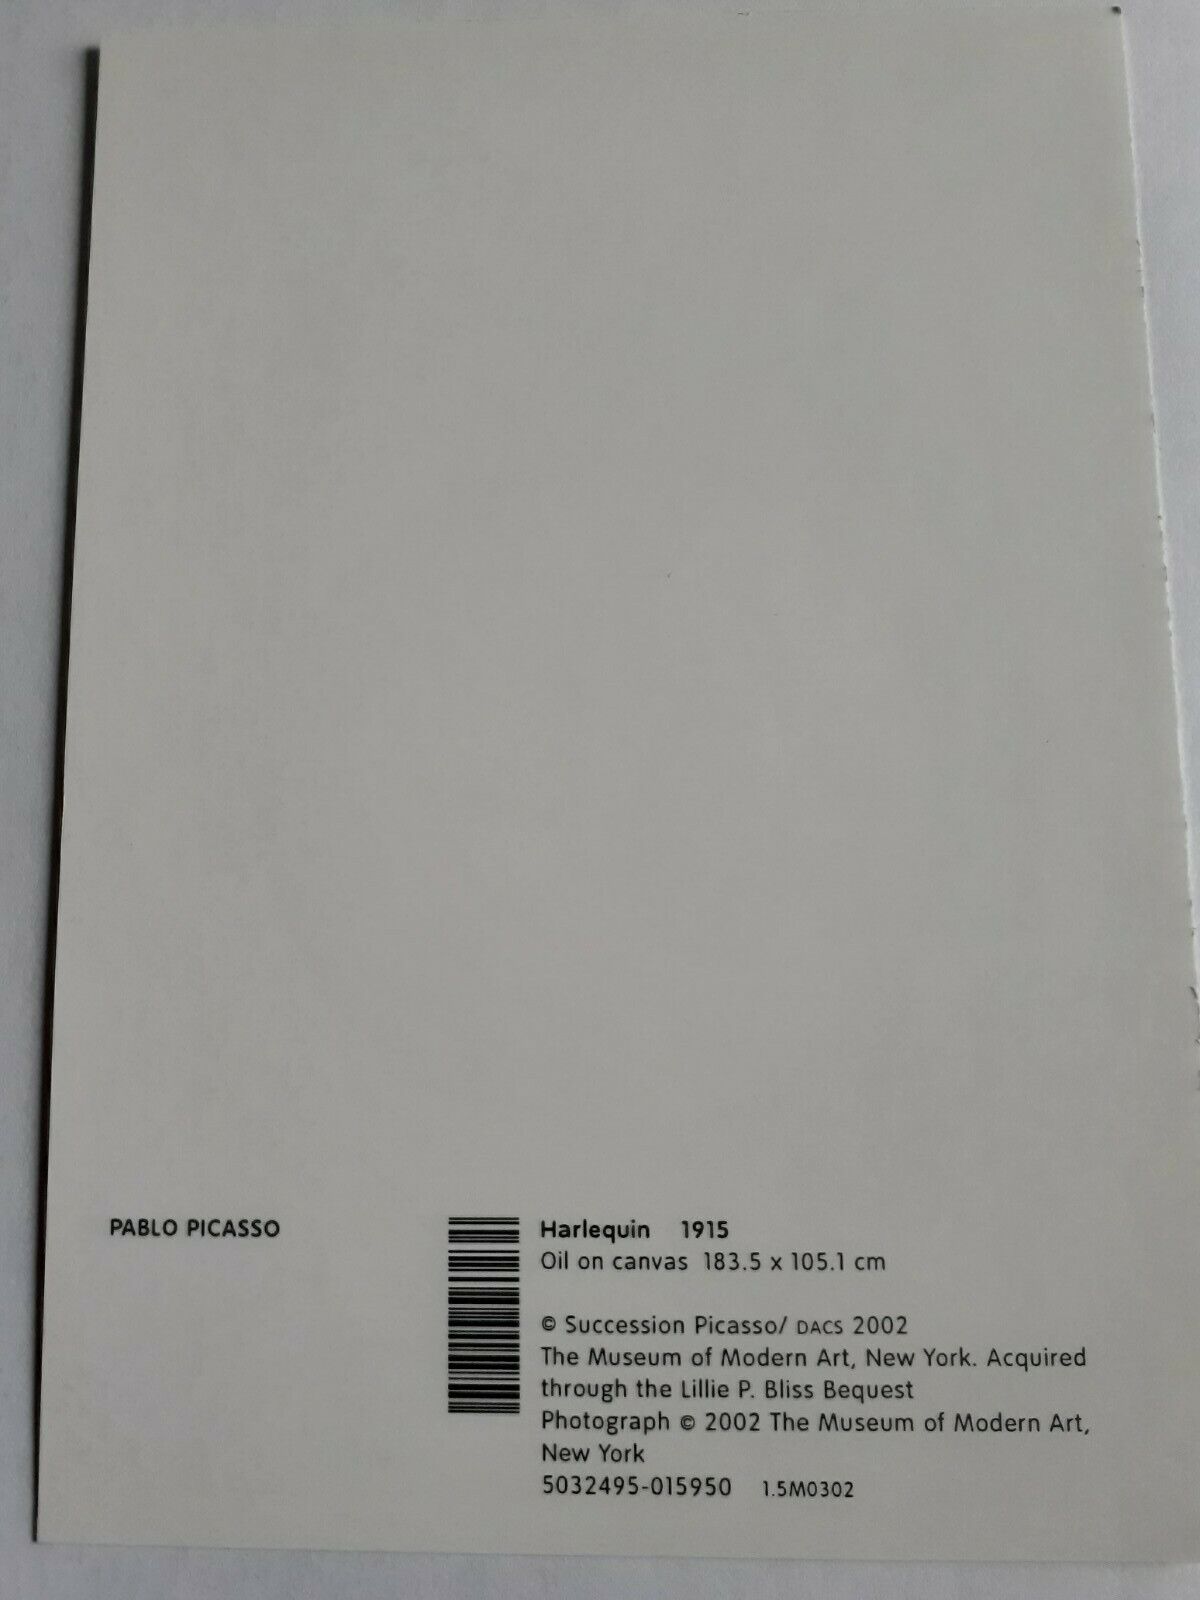 PABLO PICASSO
Harlequin 1915
Oil on canvas 183.5 x 105.1 cm
© Succession Picasso/ DACS 2002
The Museum of Modern Art, New York. Acquired
through the Lillie P. Bliss Bequest
Photograph © 2002 The Museum of Modern Art,
New York
5032495-015950 1.5M0302